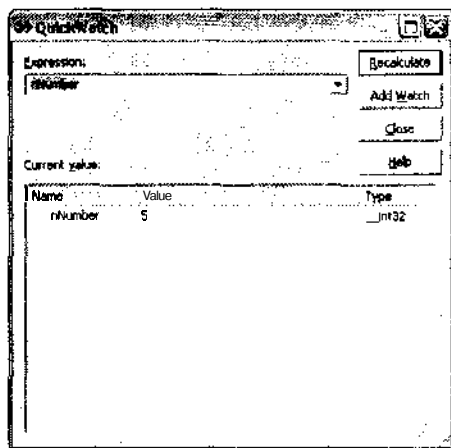 QuickWatch
Expression:
nNumber
Recalculate
Add Watch
Close
Help
Current value:
Name Value Type
nNumber 5 __int32